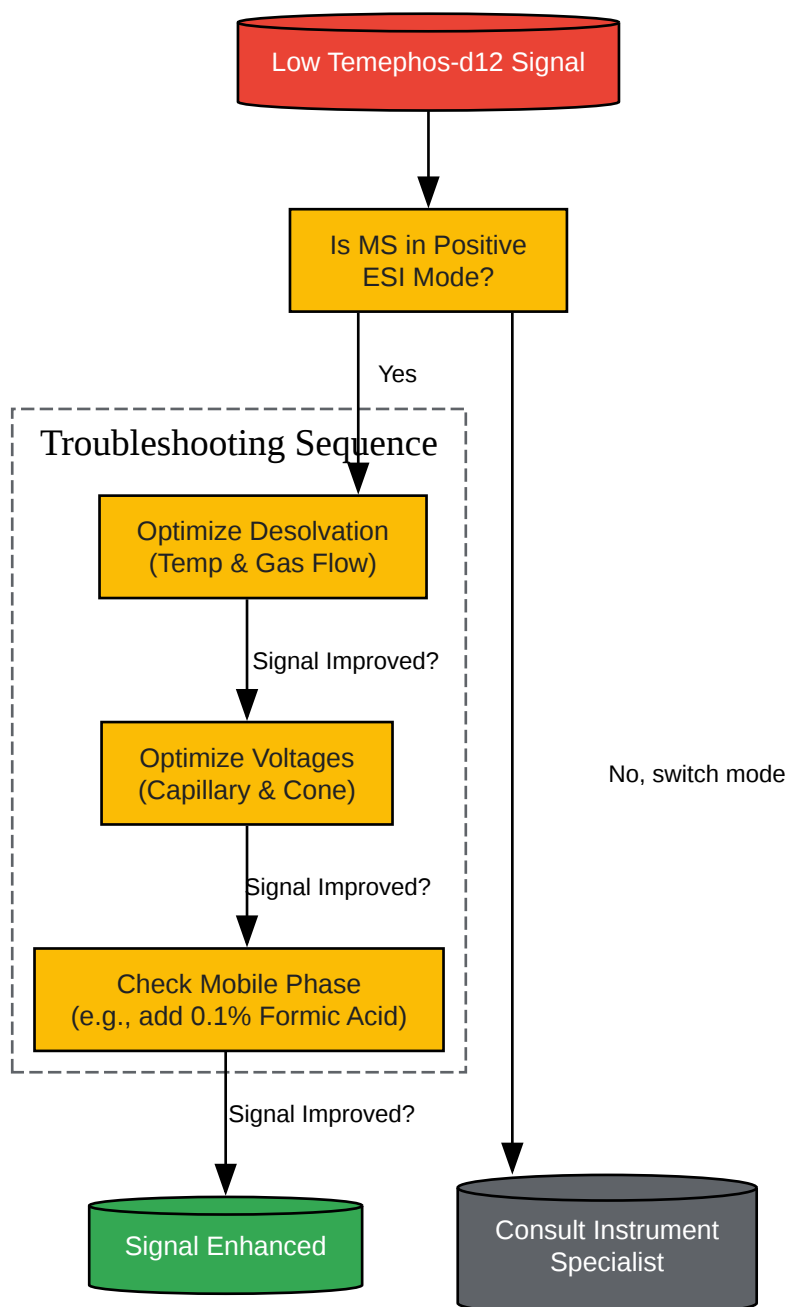 Low Temephos-d12 Signal
Is MS in Positive
ESI Mode?
Yes
Troubleshooting Sequence
Optimize Desolvation
(Temp & Gas Flow)
Signal Improved?
Optimize Voltages
(Capillary & Cone)
No, switch mode
Signal Improved?
Check Mobile Phase
(e.g., add 0.1% Formic Acid)
Signal Improved?
Signal Enhanced
Consult Instrument
Specialist